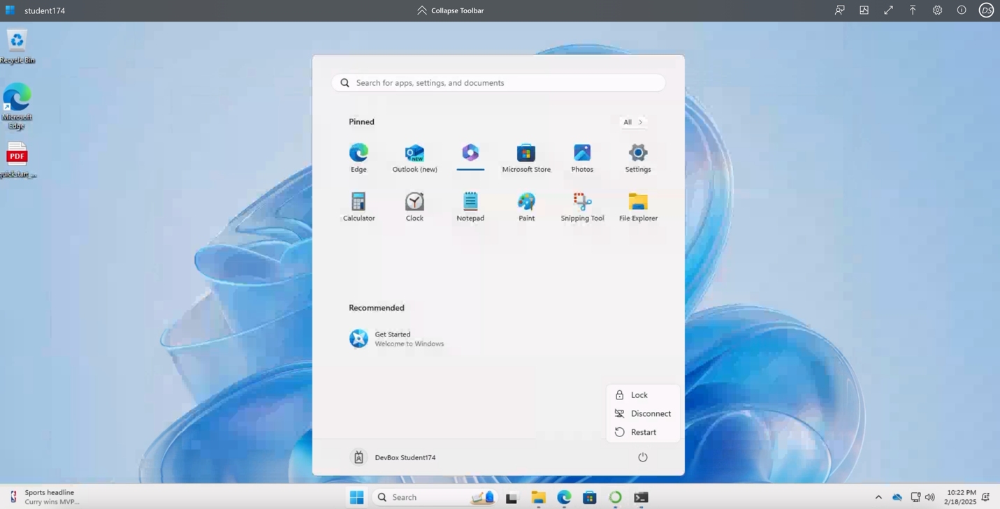 student174
Collapse Toolbar
DS
Recycle Bin
Microsoft
Edge
PDF
quickstart_...
Search for apps, settings, and documents
Pinned
All
Edge
Outlook (new)
NEW
Microsoft Store
Photos
Settings
Calculator
Clock
Notepad
Paint
Snipping Tool
File Explorer
Recommended
Get Started
Welcome to Windows
Lock
Disconnect
Restart
DevBox Student174
Sports headline
Curry wins MVP...
Search
10:22 PM
2/18/2025